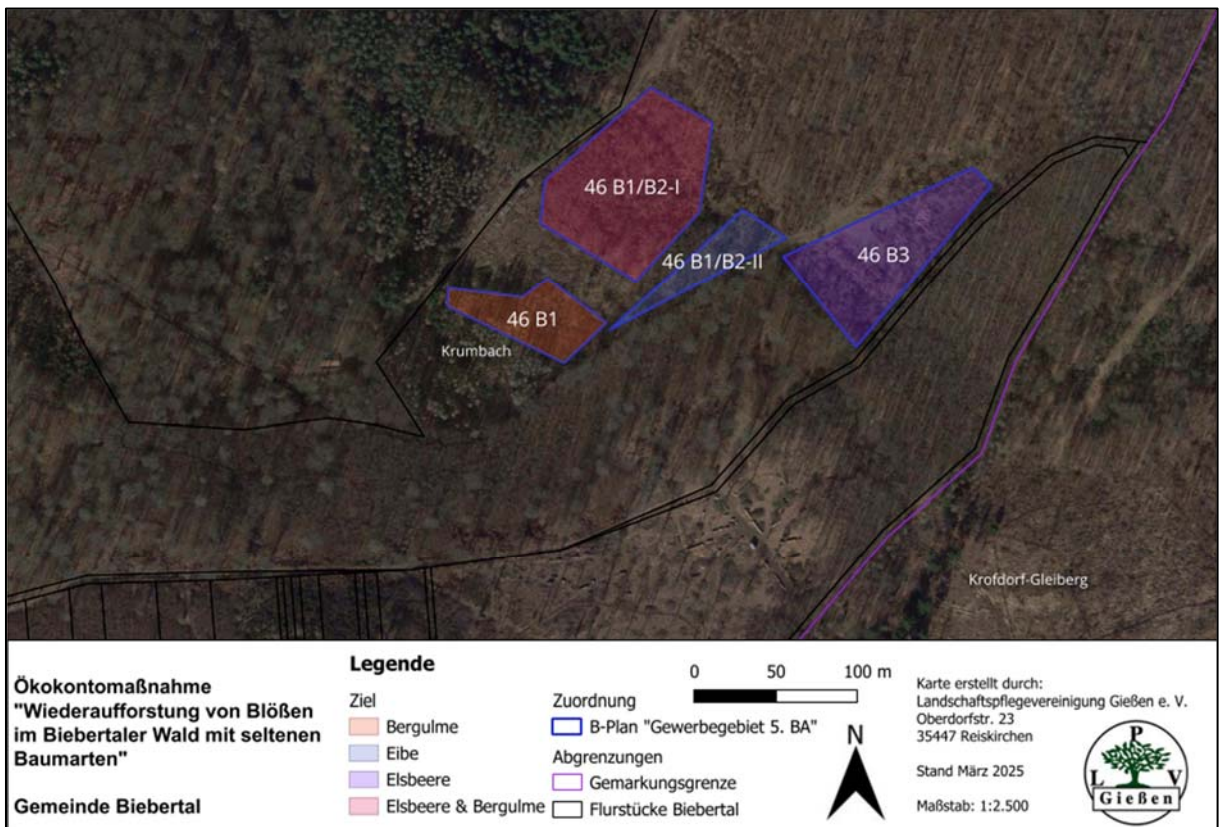 46 B1/B2-I
46 B1/B2-II
46 B3
46 B1
Krumbach
Krofdorf-Gleiberg
Ökokontomaßnahme
"Wiederaufforstung von Blößen
im Biebertaler Wald mit seltenen
Baumarten"
Gemeinde Biebertal
Legende
Ziel
Bergulme
Eibe
Elsbeere
Elsbeere & Bergulme
Zuordnung
B-Plan "Gewerbegebiet 5. BA"
Abgrenzungen
Gemarkungsgrenze
Flurstücke Biebertal
0 50 100 m
N
Karte erstellt durch:
Landschaftspflegevereinigung Gießen e. V.
Oberdorfstr. 23
35447 Reiskirchen
Stand März 2025
Maßstab: 1:2.500
L P V
Gießen